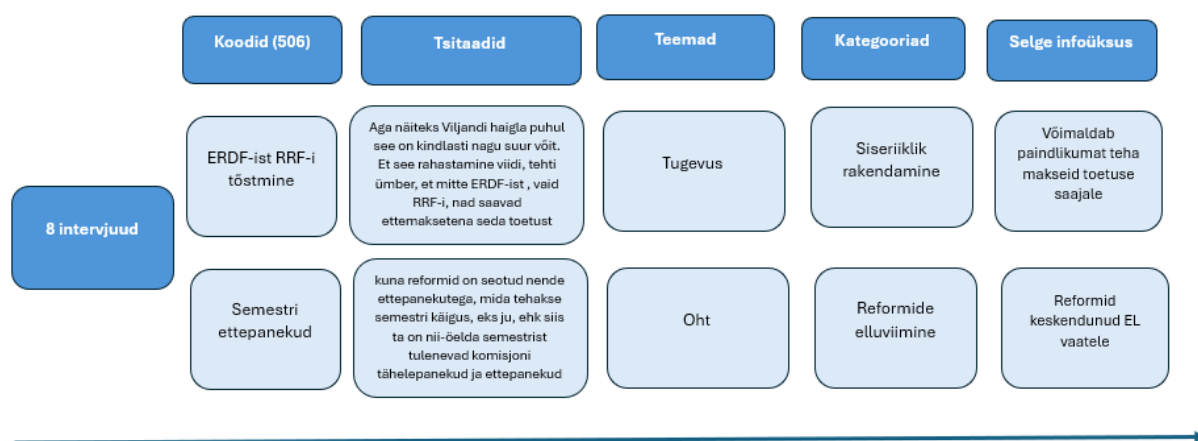 Koodid (506)
Tsitaadid
Teemad
Kategooriad
Selge infoüksus
8 intervjuud
ERDF-ist RRF-i
tõstmine
Aga näiteks Viljandi haigla puhul
see on kindlasti nagu suur võit.
Et see rahastamine viidi, tehti
ümber, et mitte ERDF-ist , vaid
RRF-i, nad saavad
ettemaksetena seda toetust
Tugevus
Siseriiklik
rakendamine
Võimaldab
paindlikumat teha
makseid toetuse
saajale
Semestri
ettepanekud
kuna reformid on seotud nende
ettepanekutega, mida tehakse
semestri käigus, eks ju, ehk siis
ta on nii-öelda semestrist
tulenevad komisjoni
tähelepanekud ja ettepanekud
Oht
Reformide
elluviimine
Reformid
keskendunud EL
vaatele